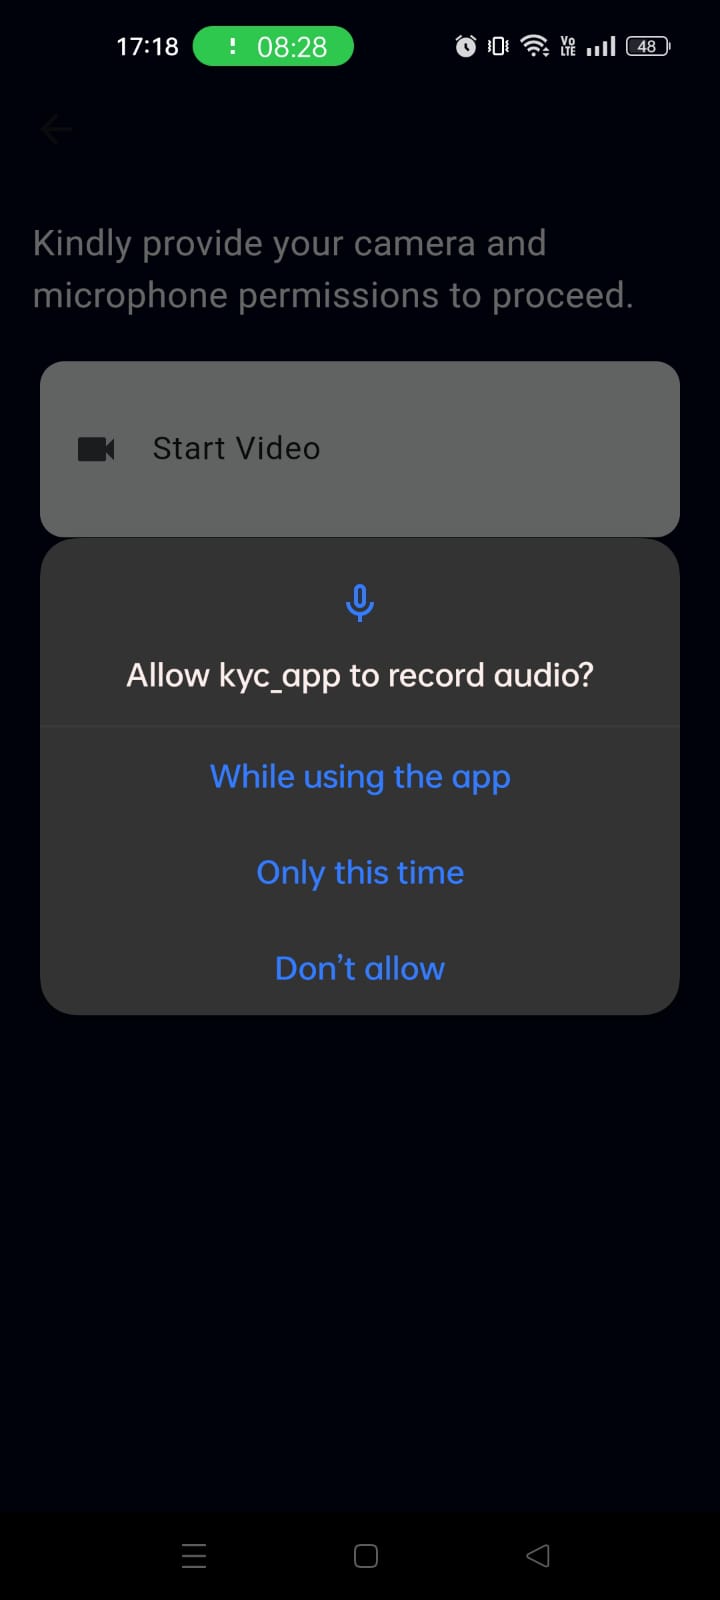 17:18 ! 08:28 Vo LTE 48
Kindly provide your camera and
microphone permissions to proceed.
Start Video
Allow kyc_app to record audio?
While using the app
Only this time
Don’t allow